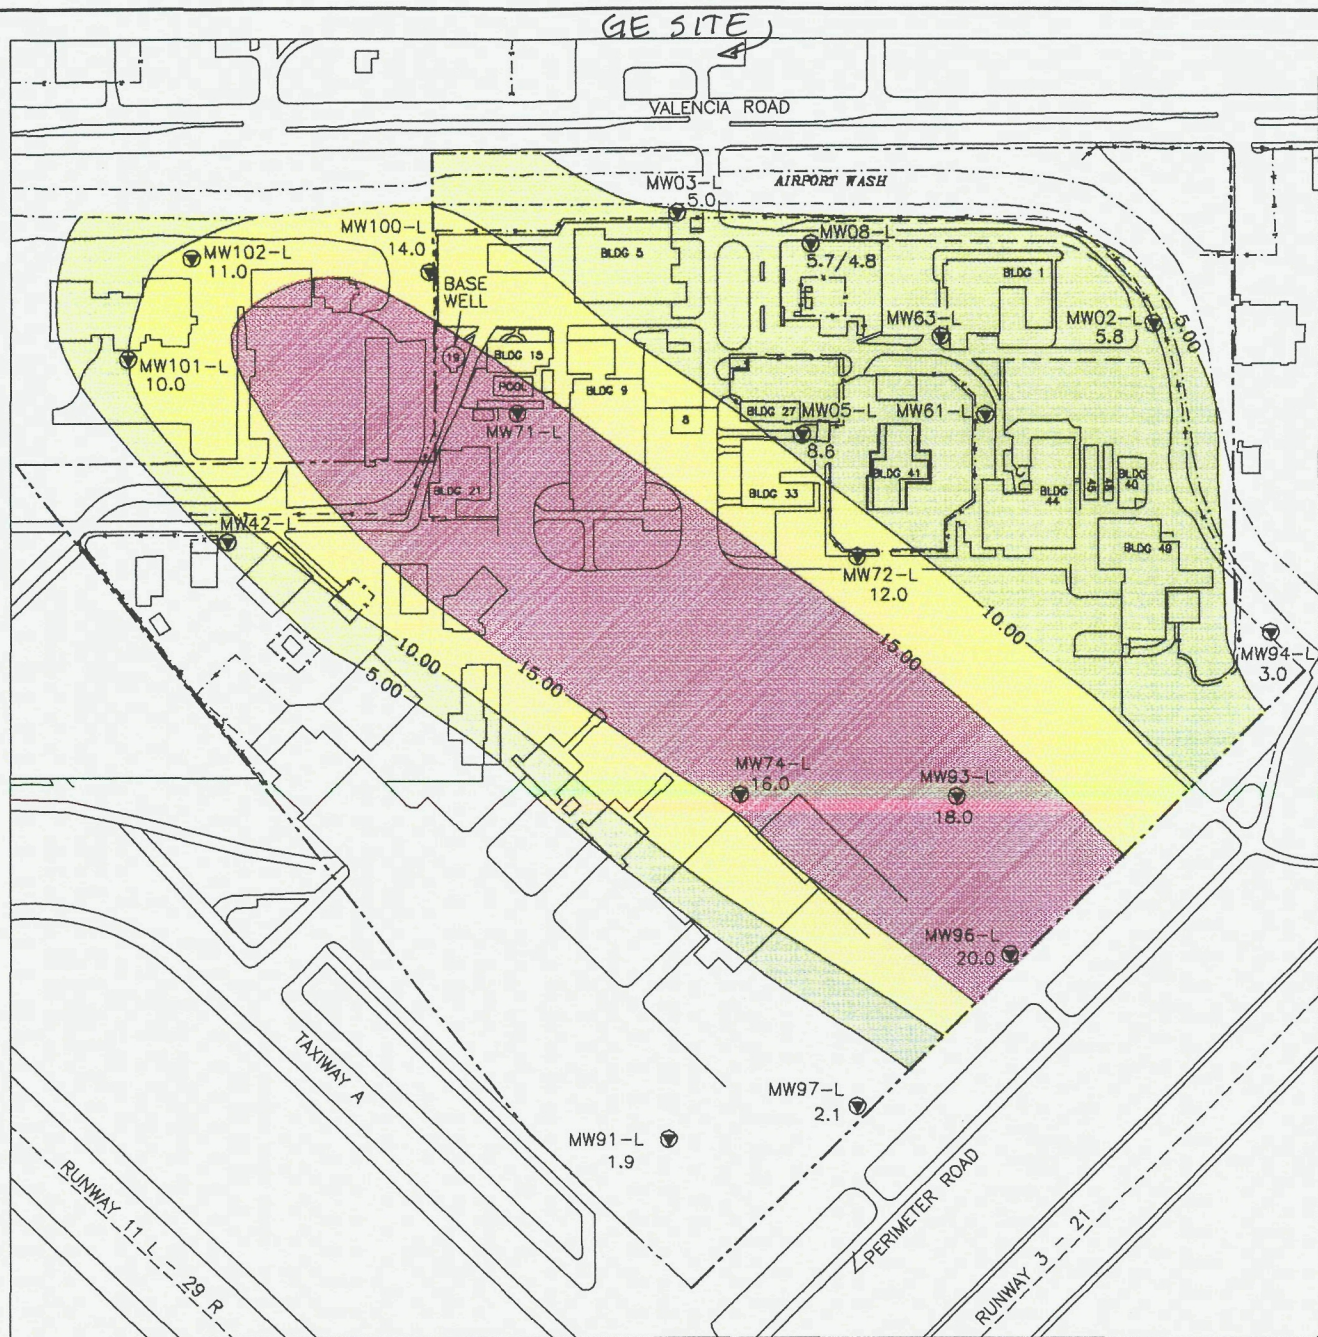 GE SITE
VALENCIA ROAD
AIRPORT WASH
MW03-L
5.0
MW100-L
14.0
MW102-L
11.0
BASE
WELL
19
BLDG 5
MW08-L
5.7/4.8
BLDG 1
MW63-L
MW02-L
5.8
5.00
MW101-L
10.0
BLDG 15
POOL
BLDG 9
MW71-L
8
BLDG 27
MW05-L
8.6
MW61-L
BLDG 21
BLDG 33
BLDG 41
BLDG
44
45
46
BLDG
40
MW42-L
BLDG 49
MW72-L
12.0
10.00
15.00
MW94-L
3.0
10.00
15.00
5.00
MW74-L
16.0
MW93-L
18.0
MW96-L
20.0
TAXIWAY A
MW97-L
2.1
MW91-L
1.9
PERIMETER ROAD
RUNWAY 11 L - 29 R
RUNWAY 3 - 21